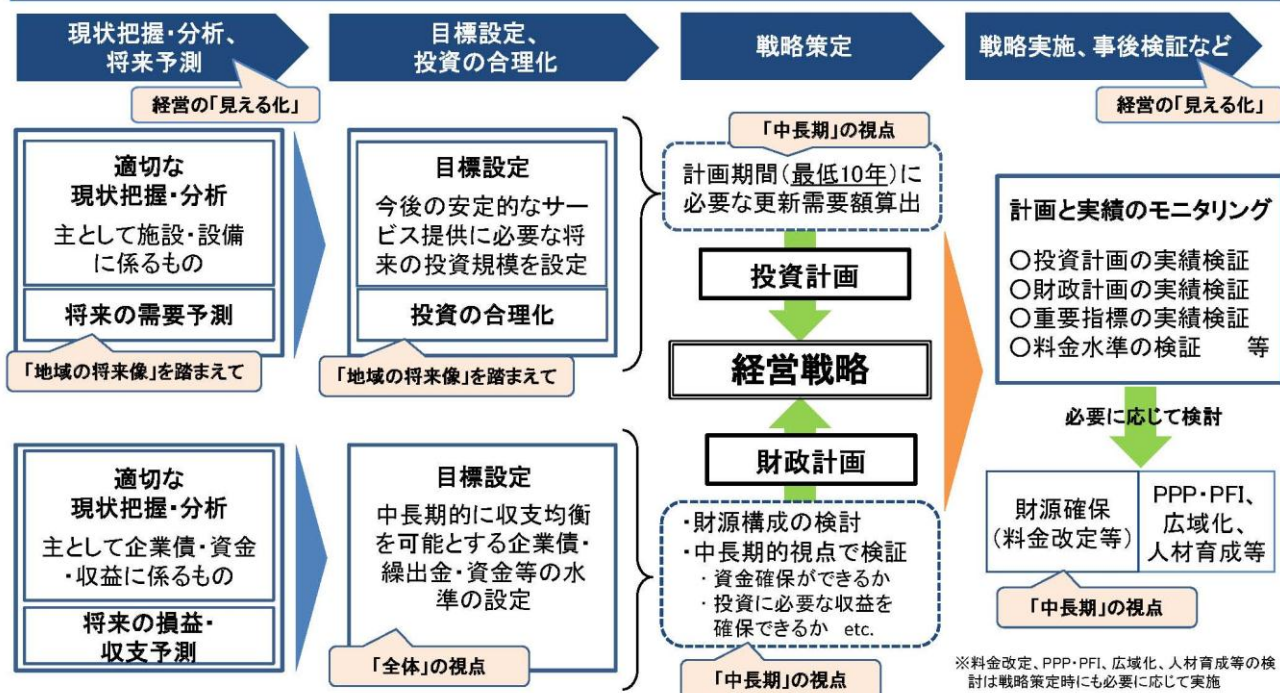 現状把握・分析、
将来予測
目標設定、
投資の合理化
戦略策定
戦略実施、事後検証など
経営の「見える化」
経営の「見える化」
適切な
現状把握・分析
主として施設・設備
に係るもの
将来の需要予測
「地域の将来像」を踏まえて
目標設定
今後の安定的なサー
ビス提供に必要な将
来の投資規模を設定
投資の合理化
「地域の将来像」を踏まえて
「中長期」の視点
計画期間(最低10年)に
必要な更新需要額算出
投資計画
経営戦略
財政計画
・財源構成の検討
・中長期的視点で検証
・資金確保ができるか
・投資に必要な収益を
確保できるか etc.
「中長期」の視点
適切な
現状把握・分析
主として企業債・資金
・収益に係るもの
将来の損益・
収支予測
目標設定
中長期的に収支均衡
を可能とする企業債・
繰出金・資金等の水
準の設定
「全体」の視点
計画と実績のモニタリング
○投資計画の実績検証
○財政計画の実績検証
○重要指標の実績検証
○料金水準の検証 等
必要に応じて検討
財源確保
(料金改定等)
PPP・PFI、
広域化、
人材育成等
「中長期」の視点
※料金改定、PPP・PFI、広域化、人材育成等の検
討は戦略策定時にも必要に応じて実施